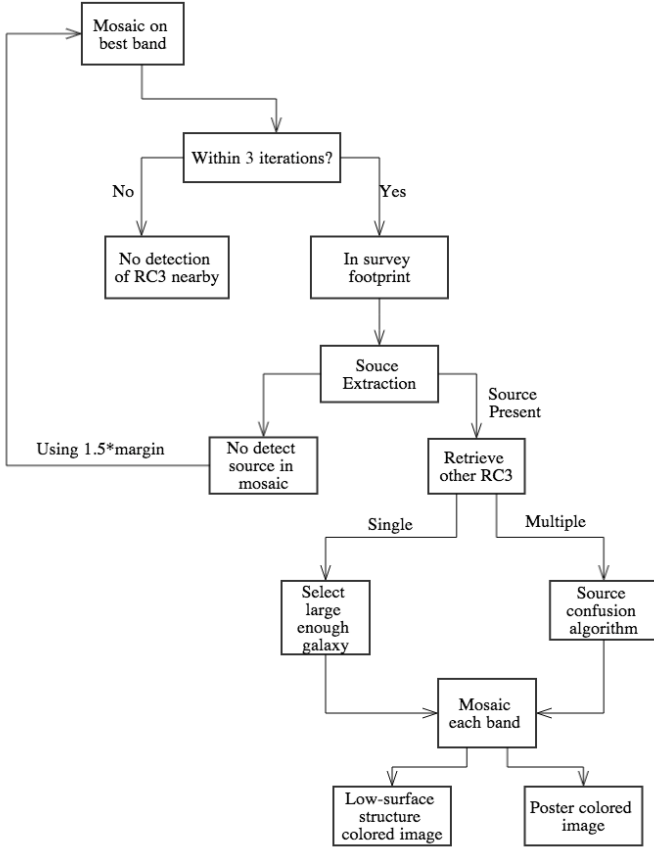 Mosaic on
best band
Within 3 iterations?
No
Yes
No detection
of RC3 nearby
In survey
footprint
Souce
Extraction
Source
Present
Using 1.5*margin
No detect
source in
mosaic
Retrieve
other RC3
Single
Multiple
Select
large
enough
galaxy
Source
confusion
algorithm
Mosaic
each band
Low-surface
structure
colored image
Poster colored
image